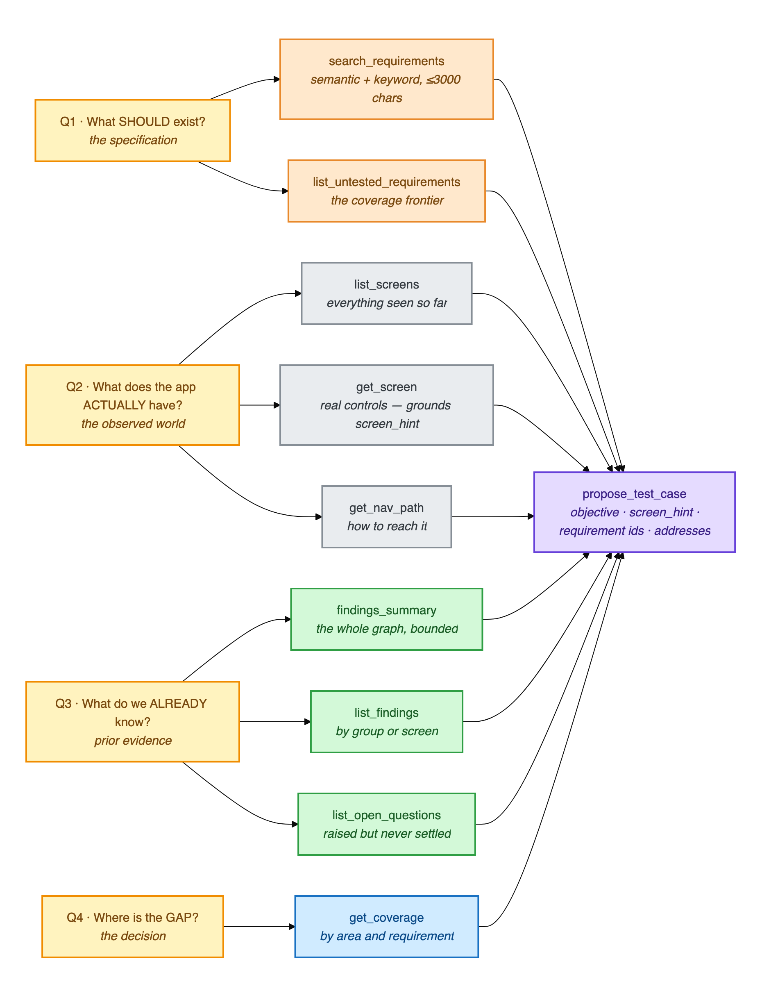 search_requirements
semantic + keyword, ≤3000
chars
Q1 · What SHOULD exist?
the specification
list_untested_requirements
the coverage frontier
list_screens
everything seen so far
Q2 · What does the app
ACTUALLY have?
the observed world
get_screen
real controls — grounds
screen_hint
get_nav_path
how to reach it
propose_test_case
objective · screen_hint ·
requirement ids · addresses
findings_summary
the whole graph, bounded
Q3 · What do we ALREADY
know?
prior evidence
list_findings
by group or screen
list_open_questions
raised but never settled
Q4 · Where is the GAP?
the decision
get_coverage
by area and requirement